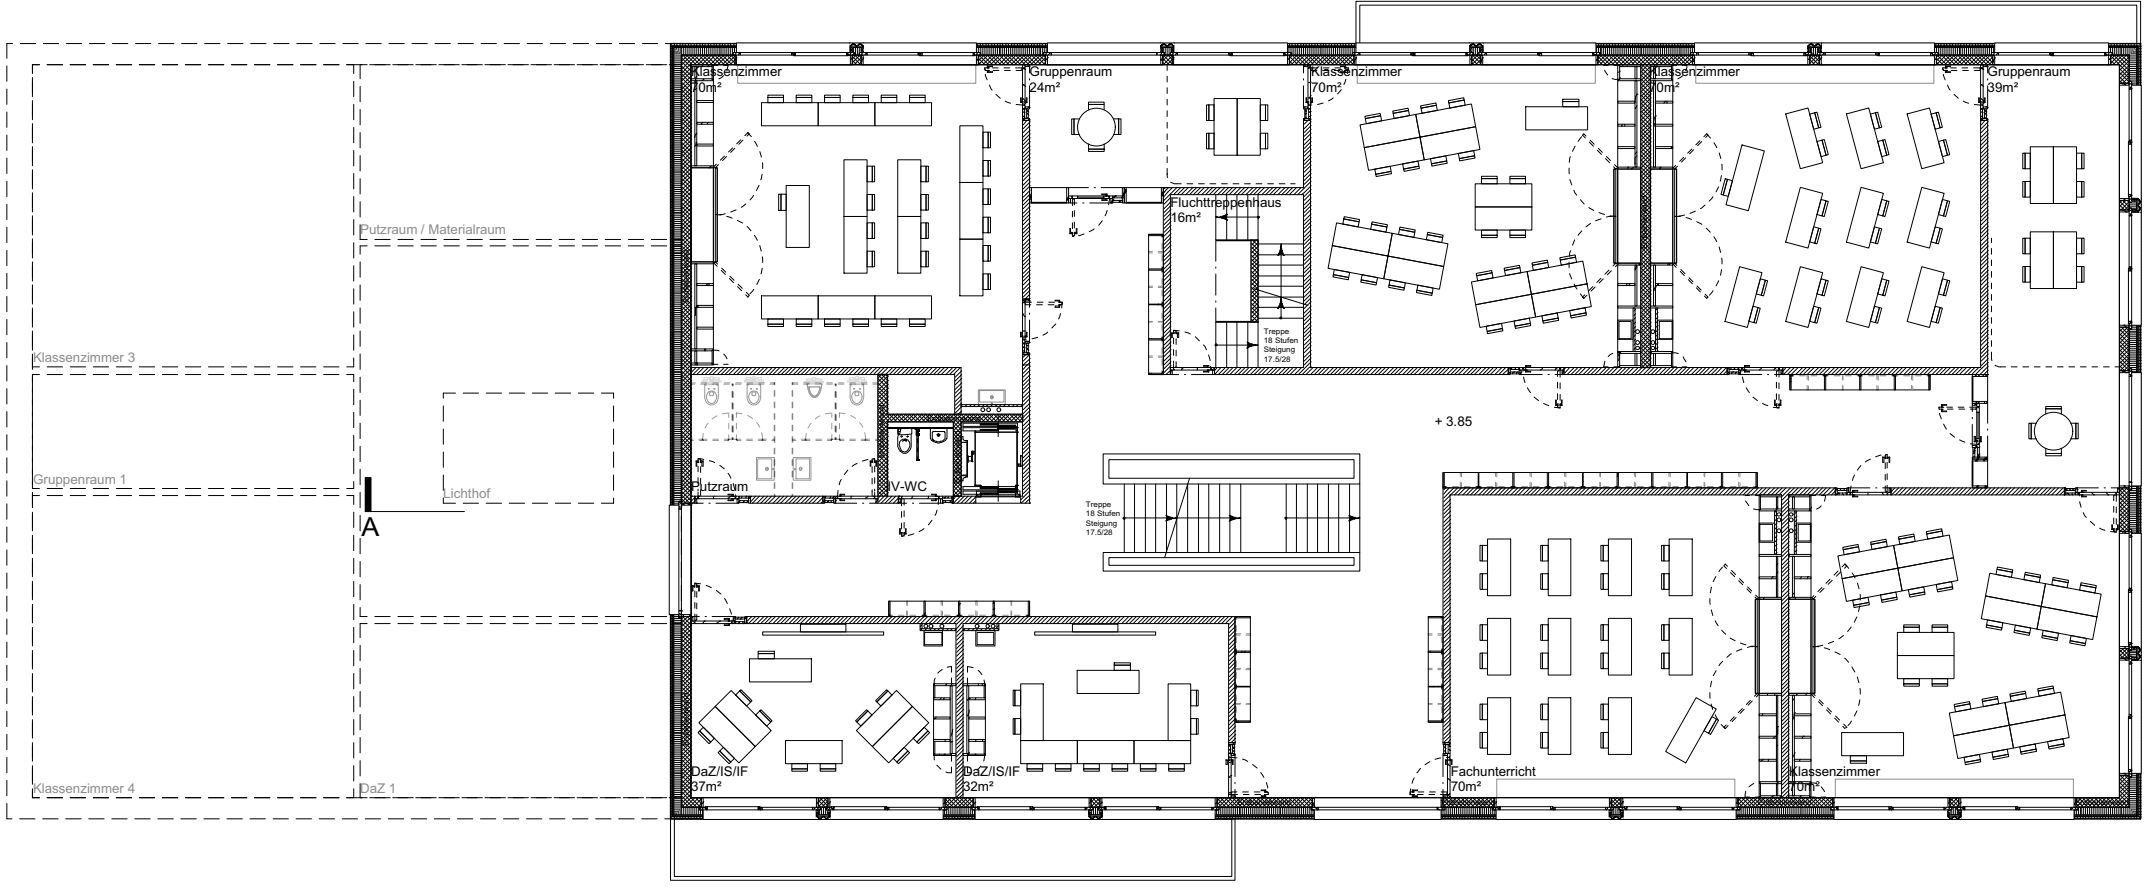 Klassenzimmer
70m²
Gruppenraum
24m²
Klassenzimmer
70m²
Klassenzimmer
70m²
Gruppenraum
39m²
Fluchttreppenhaus
16m²
Putzraum / Materialraum
Treppe
18 Stufen
Steigung
17.5/28
Klassenzimmer 3
+ 3.85
Gruppenraum 1
Lichthof
A
Putzraum
IV-WC
Treppe
18 Stufen
Steigung
17.5/28
Klassenzimmer 4
DaZ 1
DaZ/IS/IF
37m²
DaZ/IS/IF
32m²
Fachunterricht
70m²
Klassenzimmer
70m²